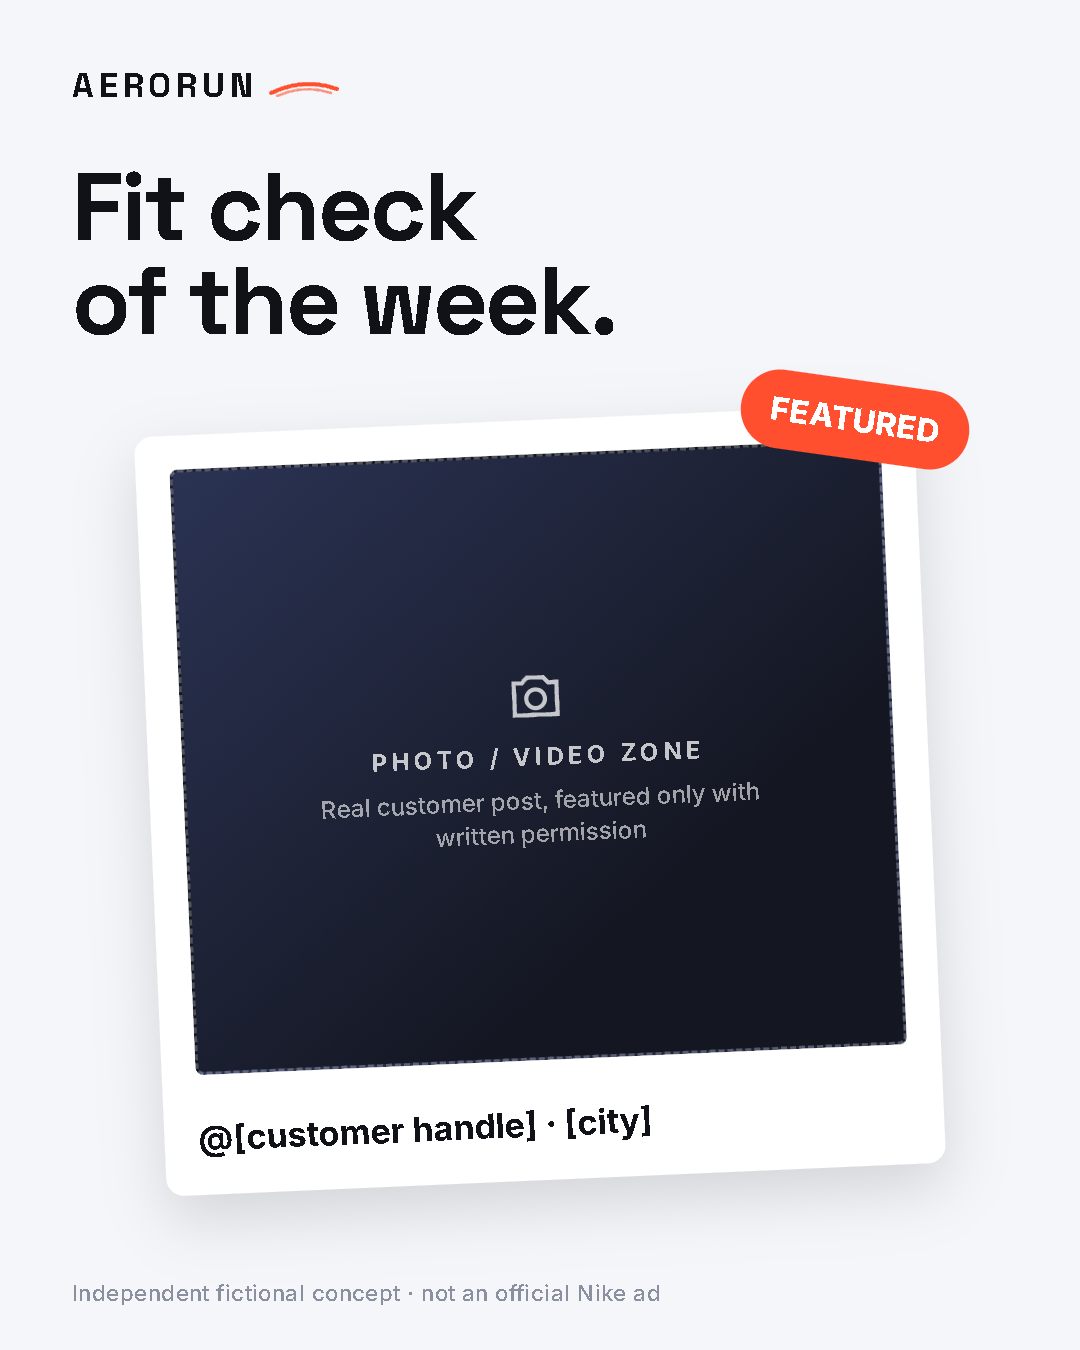 AERORUN
Fit check
of the week.
FEATURED
PHOTO / VIDEO ZONE
Real customer post, featured only with
written permission
@[customer handle] · [city]
Independent fictional concept · not an official Nike ad